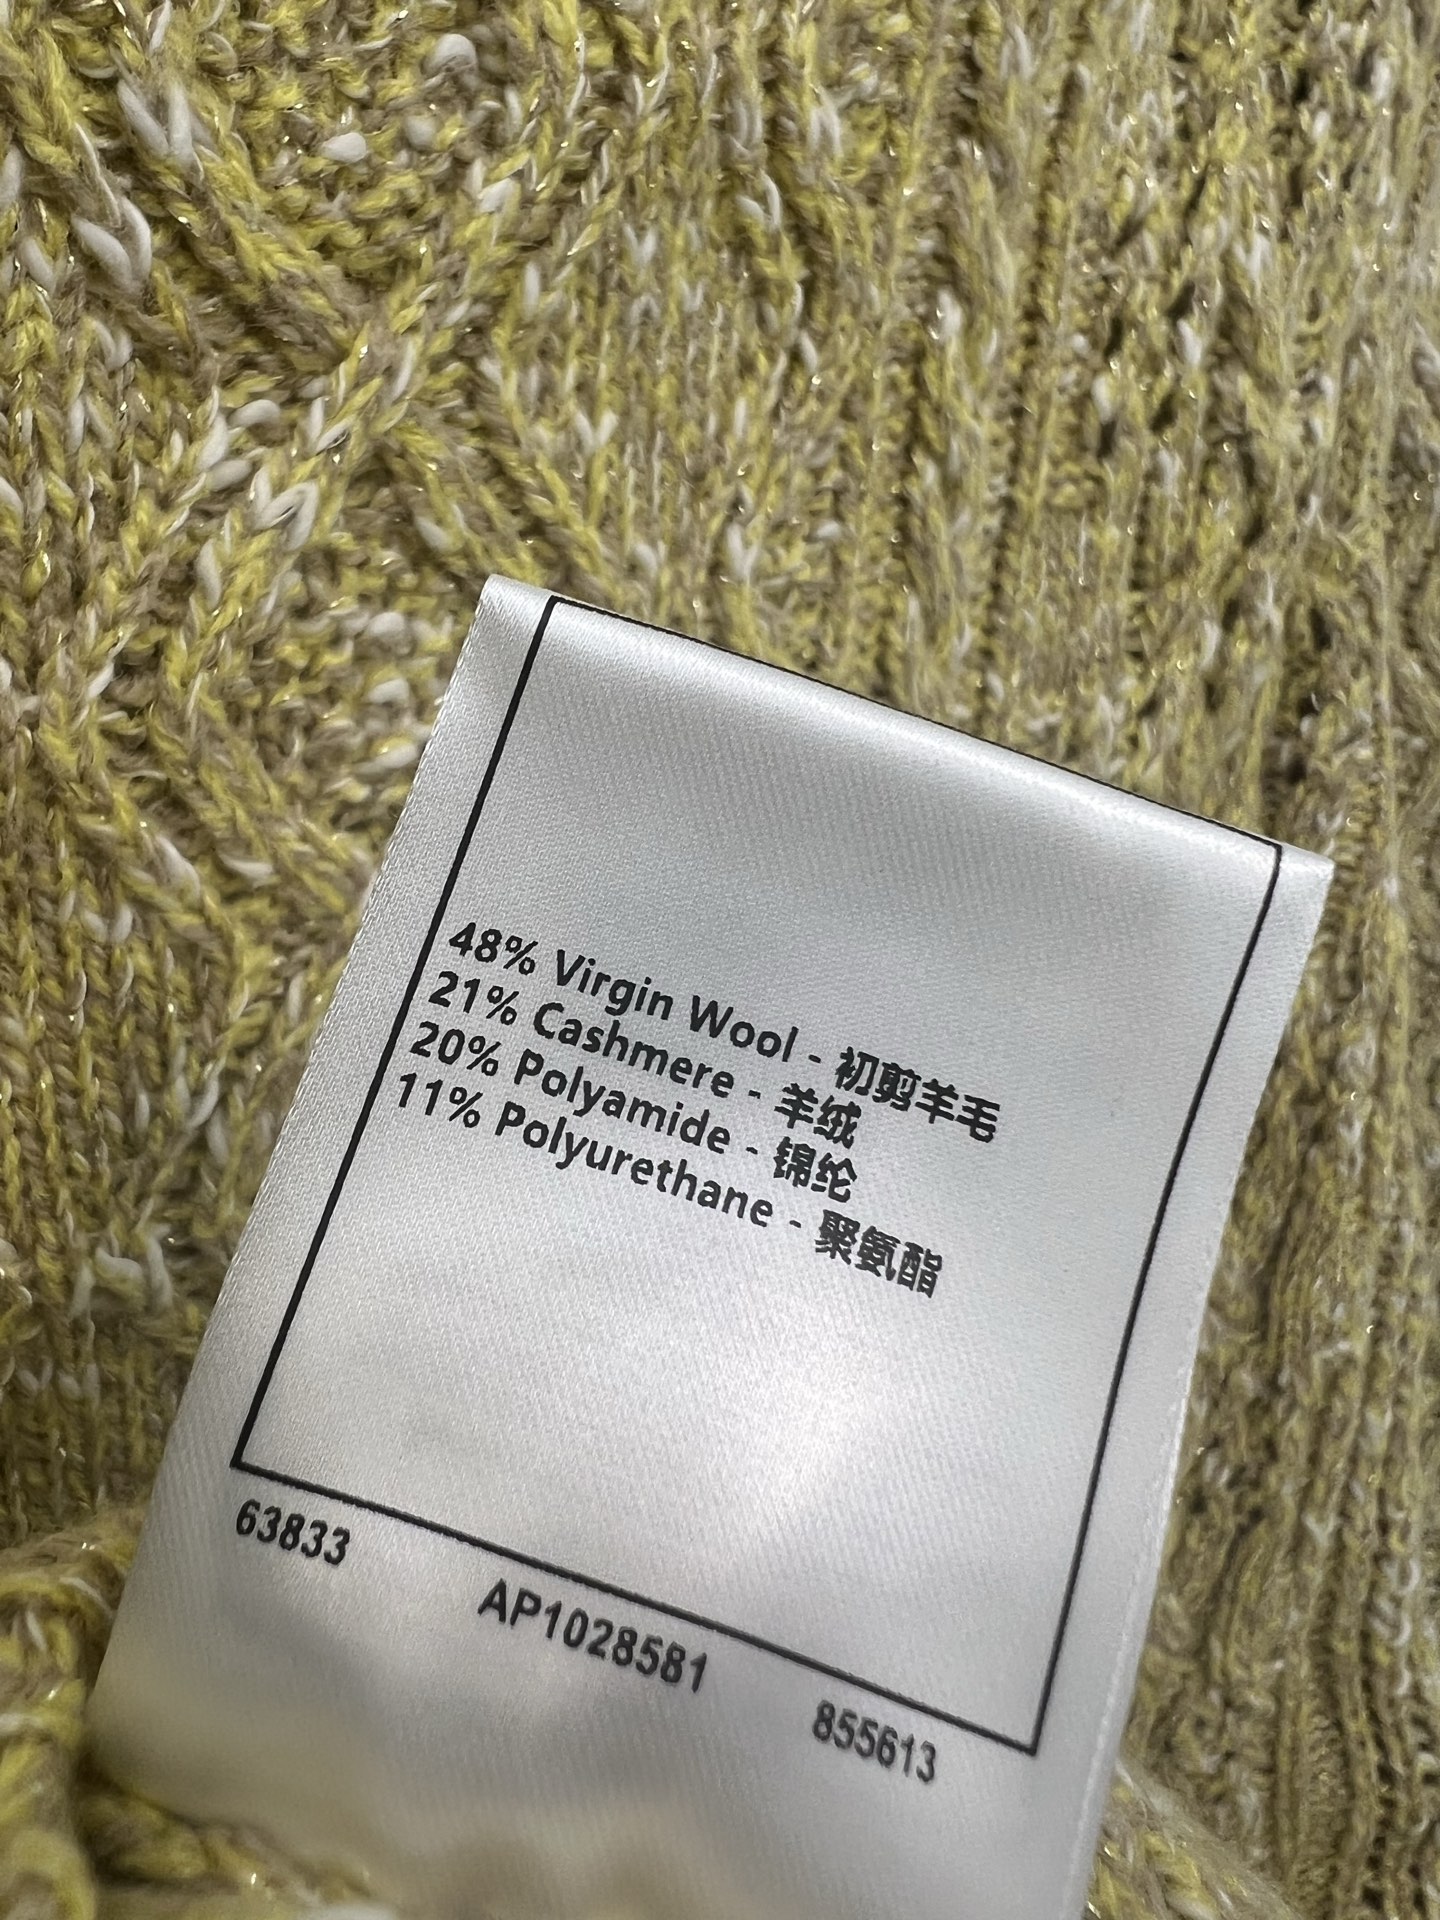 48% Virgin Wool - 初剪羊毛
21% Cashmere - 羊绒
20% Polyamide - 锦纶
11% Polyurethane - 聚氨酯
63833
AP1028581
855613